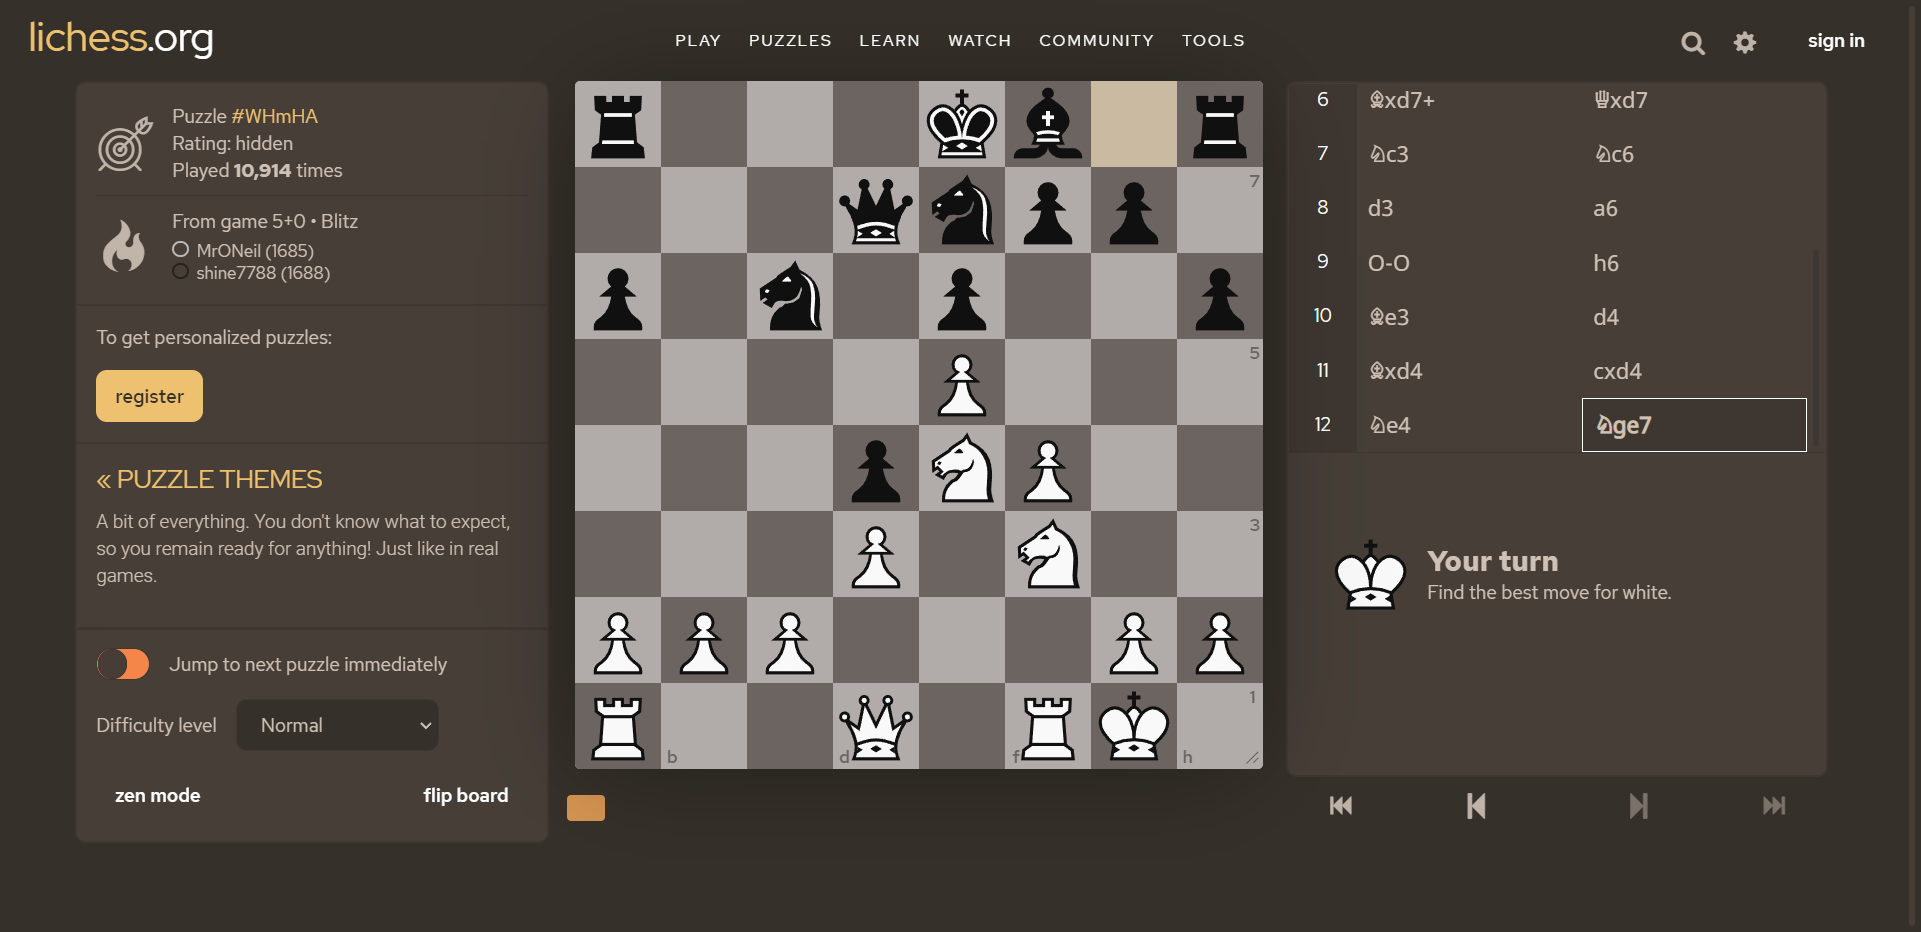 lichess.org
PLAY PUZZLES LEARN WATCH COMMUNITY TOOLS
sign in
Puzzle #WHmHA
Rating: hidden
Played 10,914 times
From game 5+0 • Blitz
MrONeil (1685)
shine7788 (1688)
To get personalized puzzles:
register
« PUZZLE THEMES
A bit of everything. You don't know what to expect,
so you remain ready for anything! Just like in real
games.
Jump to next puzzle immediately
Difficulty level Normal
zen mode flip board
7
5
3
1
b d f h
6 ♗xd7+ ♕xd7
7 ♘c3 ♘c6
8 d3 a6
9 O-O h6
10 ♗e3 d4
11 ♗xd4 cxd4
12 ♘e4 ♘ge7
Your turn
Find the best move for white.